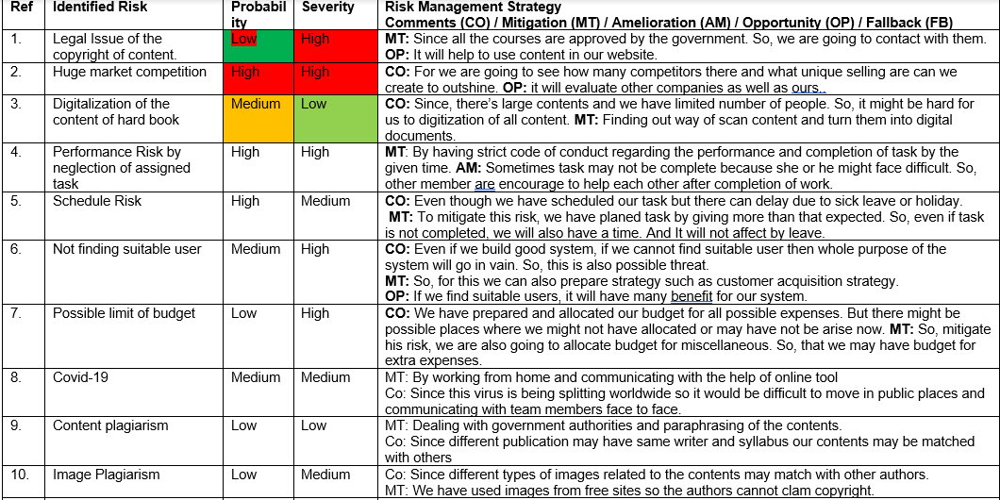 Ref Identified Risk Probabil Severity Risk Management Strategy
ity Comments (CO) / Mitigation (MT) / Amelioration (AM) / Opportunity (OP) / Fallback (FB)
1. Legal Issue of the Low High MT: Since all the courses are approved by the government. So, we are going to contact with them.
copyright of content. OP: It will help to use content in our website.
2. Huge market competition High High CO: For we are going to see how many competitors there and what unique selling are can we
create to outshine. OP: it will evaluate other companies as well as ours..
3. Digitalization of the Medium Low CO: Since, there's large contents and we have limited number of people. So, it might be hard for
content of hard book us to digitization of all content. MT: Finding out way of scan content and turn them into digital
documents.
4. Performance Risk by High High MT: By having strict code of conduct regarding the performance and completion of task by the
neglection of assigned given time. AM: Sometimes task may not be complete because she or he might face difficult. So,
task other member are encourage to help each other after completion of work.
5. Schedule Risk High Medium CO: Even though we have scheduled our task but there can delay due to sick leave or holiday.
MT: To mitigate this risk, we have planed task by giving more than that expected. So, even if task
is not completed, we will also have a time. And It will not affect by leave.
6. Not finding suitable user Medium High CO: Even if we build good system, if we cannot find suitable user then whole purpose of the
system will go in vain. So, this is also possible threat.
MT: So, for this we can also prepare strategy such as customer acquisition strategy.
OP: If we find suitable users, it will have many benefit for our system.
7. Possible limit of budget Low High CO: We have prepared and allocated our budget for all possible expenses. But there might be
possible places where we might not have allocated or may have not be arise now. MT: So, mitigate
his risk, we are also going to allocate budget for miscellaneous. So, that we may have budget for
extra expenses.
8. Covid-19 Medium Medium MT: By working from home and communicating with the help of online tool
Co: Since this virus is being splitting worldwide so it would be difficult to move in public places and
communicating with team members face to face.
9. Content plagiarism Low Low MT: Dealing with government authorities and paraphrasing of the contents.
Co: Since different publication may have same writer and syllabus our contents may be matched
with others
10. Image Plagiarism Low Medium Co: Since different types of images related to the contents may match with other authors.
MT: We have used images from free sites so the authors cannot clam copyright.